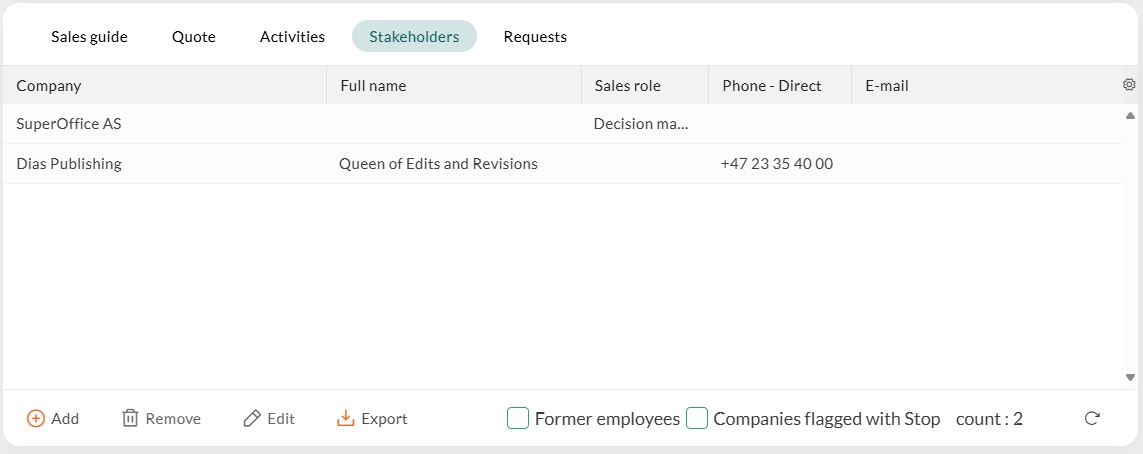 Sales guide Quote Activities Stakeholders Requests
Company Full name Sales role Phone - Direct E-mail
SuperOffice AS Decision ma...
Dias Publishing Queen of Edits and Revisions +47 23 35 40 00
Add Remove Edit Export Former employees Companies flagged with Stop count : 2